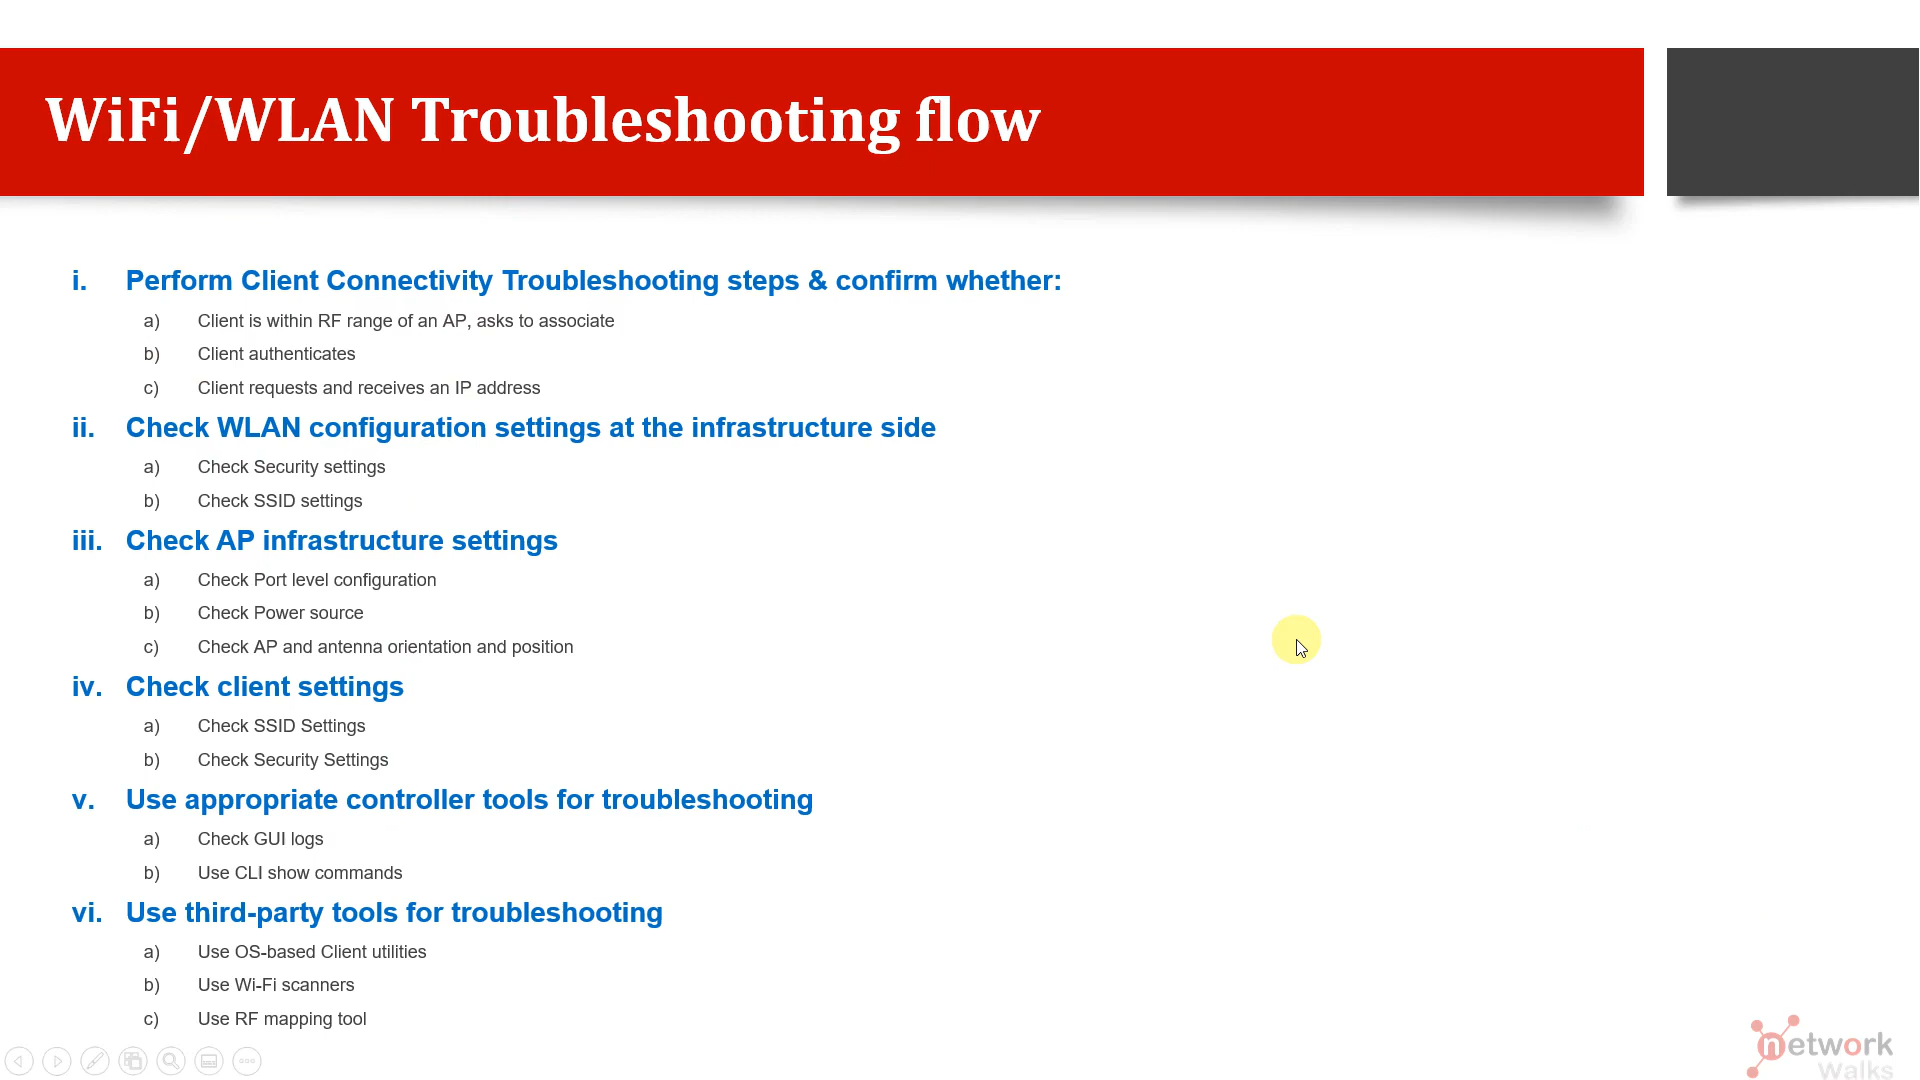 WiFi/WLAN Troubleshooting flow
i. Perform Client Connectivity Troubleshooting steps & confirm whether:
a) Client is within RF range of an AP, asks to associate
b) Client authenticates
c) Client requests and receives an IP address
ii. Check WLAN configuration settings at the infrastructure side
a) Check Security settings
b) Check SSID settings
iii. Check AP infrastructure settings
a) Check Port level configuration
b) Check Power source
c) Check AP and antenna orientation and position
iv. Check client settings
a) Check SSID Settings
b) Check Security Settings
v. Use appropriate controller tools for troubleshooting
a) Check GUI logs
b) Use CLI show commands
vi. Use third-party tools for troubleshooting
a) Use OS-based Client utilities
b) Use Wi-Fi scanners
c) Use RF mapping tool
network
Walks